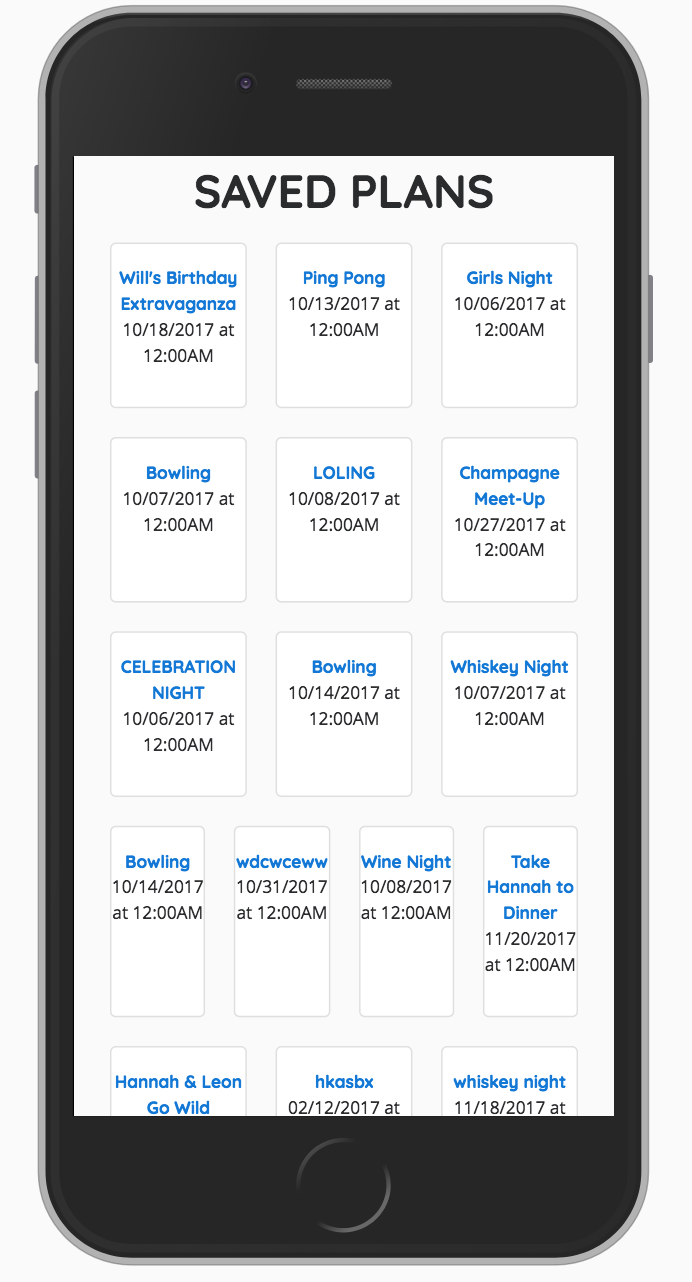 SAVED PLANS
Will's Birthday
Extravaganza
10/18/2017 at
12:00AM
Ping Pong
10/13/2017 at
12:00AM
Girls Night
10/06/2017 at
12:00AM
Bowling
10/07/2017 at
12:00AM
LOLING
10/08/2017 at
12:00AM
Champagne
Meet-Up
10/27/2017 at
12:00AM
CELEBRATION
NIGHT
10/06/2017 at
12:00AM
Bowling
10/14/2017 at
12:00AM
Whiskey Night
10/07/2017 at
12:00AM
Bowling
10/14/2017
at 12:00AM
wdcwceww
10/31/2017
at 12:00AM
Wine Night
10/08/2017
at 12:00AM
Take
Hannah to
Dinner
11/20/2017
at 12:00AM
Hannah & Leon
Go Wild
hkasbx
02/12/2017 at
whiskey night
11/18/2017 at